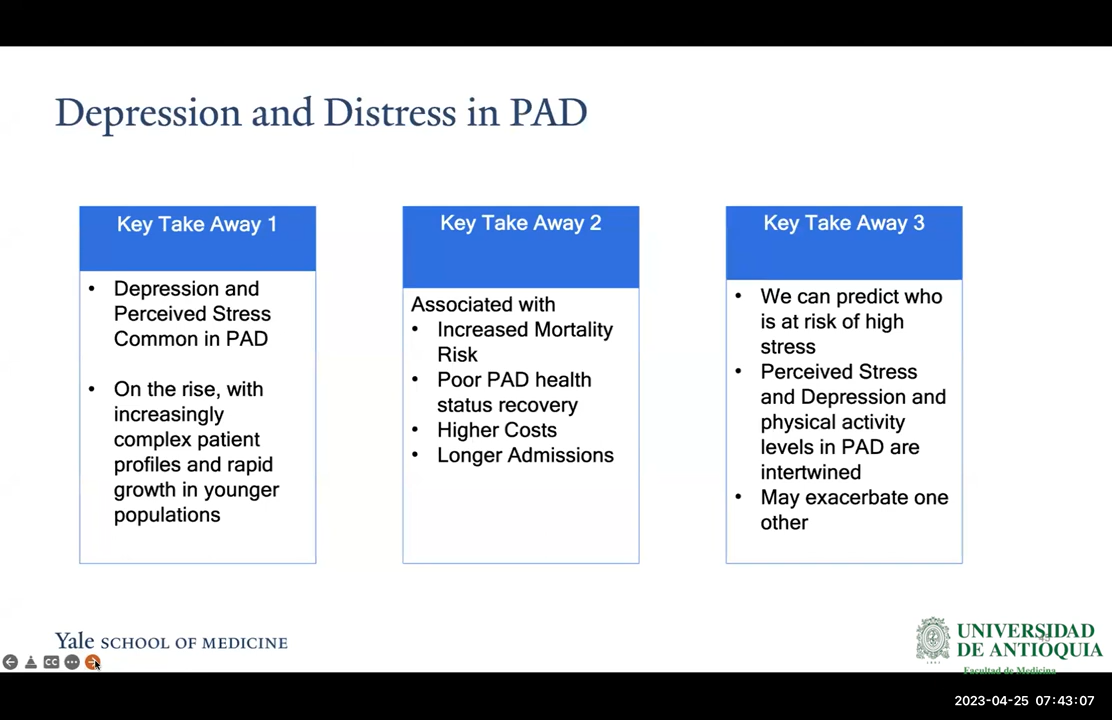 Depression and Distress in PAD
Key Take Away 1
• Depression and
Perceived Stress
Common in PAD
• On the rise, with
increasingly
complex patient
profiles and rapid
growth in younger
populations
Key Take Away 2
Associated with
• Increased Mortality
Risk
• Poor PAD health
status recovery
• Higher Costs
• Longer Admissions
Key Take Away 3
• We can predict who
is at risk of high
stress
• Perceived Stress
and Depression and
physical activity
levels in PAD are
intertwined
• May exacerbate one
other
Yale SCHOOL OF MEDICINE
CC
UNIVERSIDAD
DE ANTIOQUIA
Facultad de Medicina
2023-04-25 07:43:07